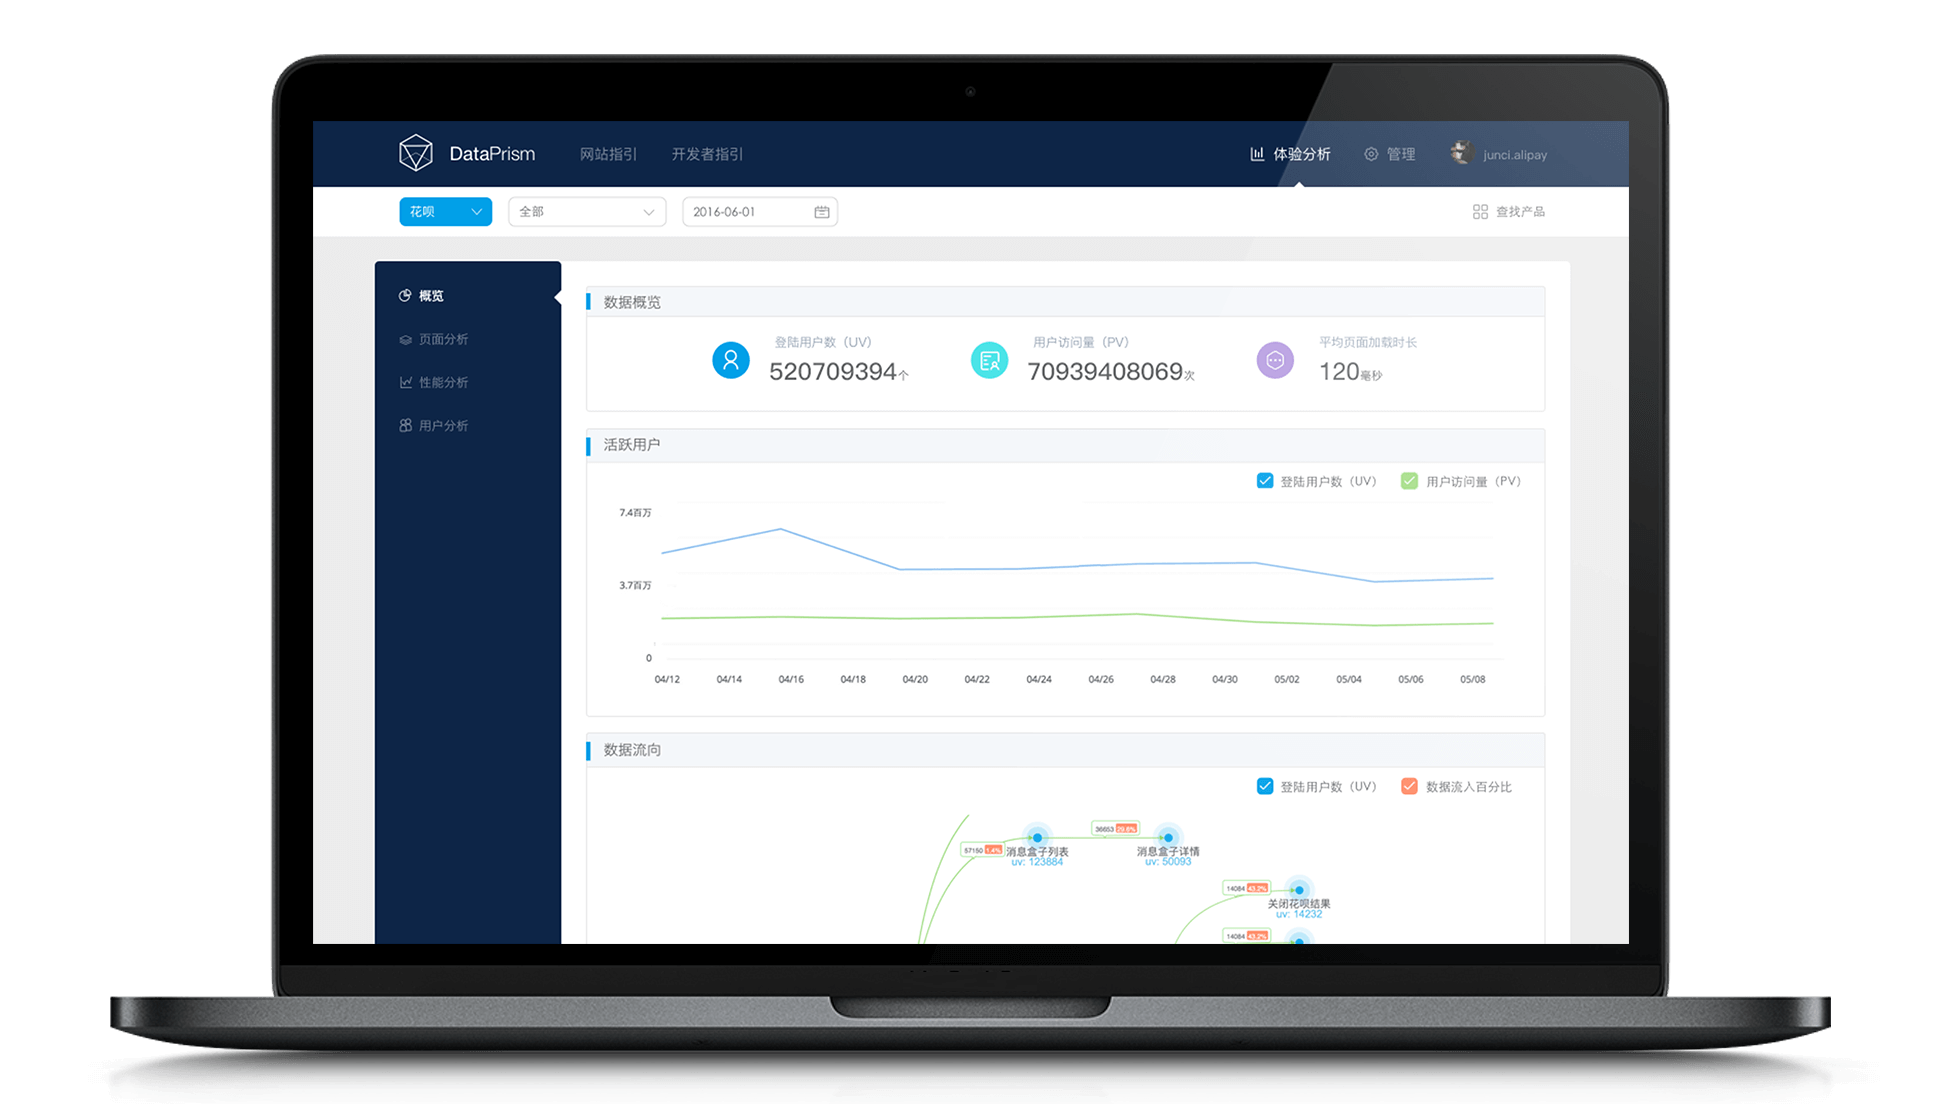 DataPrism 网站指引 开发者指引 体验分析 管理 junci.alipay
花呗 全部 2016-06-01 查找产品
概览
页面分析
性能分析
用户分析
数据概览
登陆用户数（UV） 用户访问量（PV） 平均页面加载时长
520709394个 70939408069次 120毫秒
活跃用户
登陆用户数（UV） 用户访问量（PV）
7.4百万
3.7百万
0
04/12 04/14 04/16 04/18 04/20 04/22 04/24 04/26 04/28 04/30 05/02 05/04 05/06 05/08
数据流向
登陆用户数（UV） 数据流入百分比
36653 29.8%
57150 1.4% 消息盒子列表 消息盒子详情
uv: 123884 uv: 50093
14084 43.2%
关闭花呗结果
uv: 14232
14084 43.2%